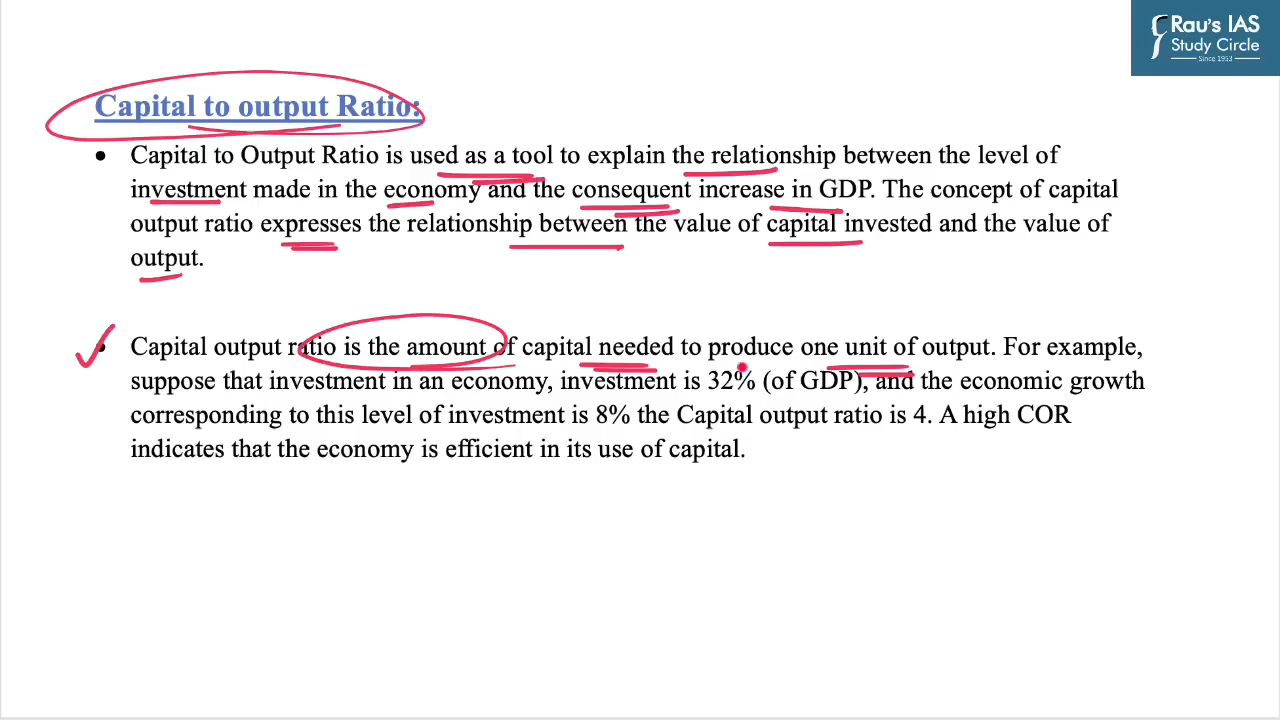 Rau's IAS
Study Circle
Since 1953
Capital to output Ratio:
• Capital to Output Ratio is used as a tool to explain the relationship between the level of
investment made in the economy and the consequent increase in GDP. The concept of capital
output ratio expresses the relationship between the value of capital invested and the value of
output.
• Capital output ratio is the amount of capital needed to produce one unit of output. For example,
suppose that investment in an economy, investment is 32% (of GDP), and the economic growth
corresponding to this level of investment is 8% the Capital output ratio is 4. A high COR
indicates that the economy is efficient in its use of capital.